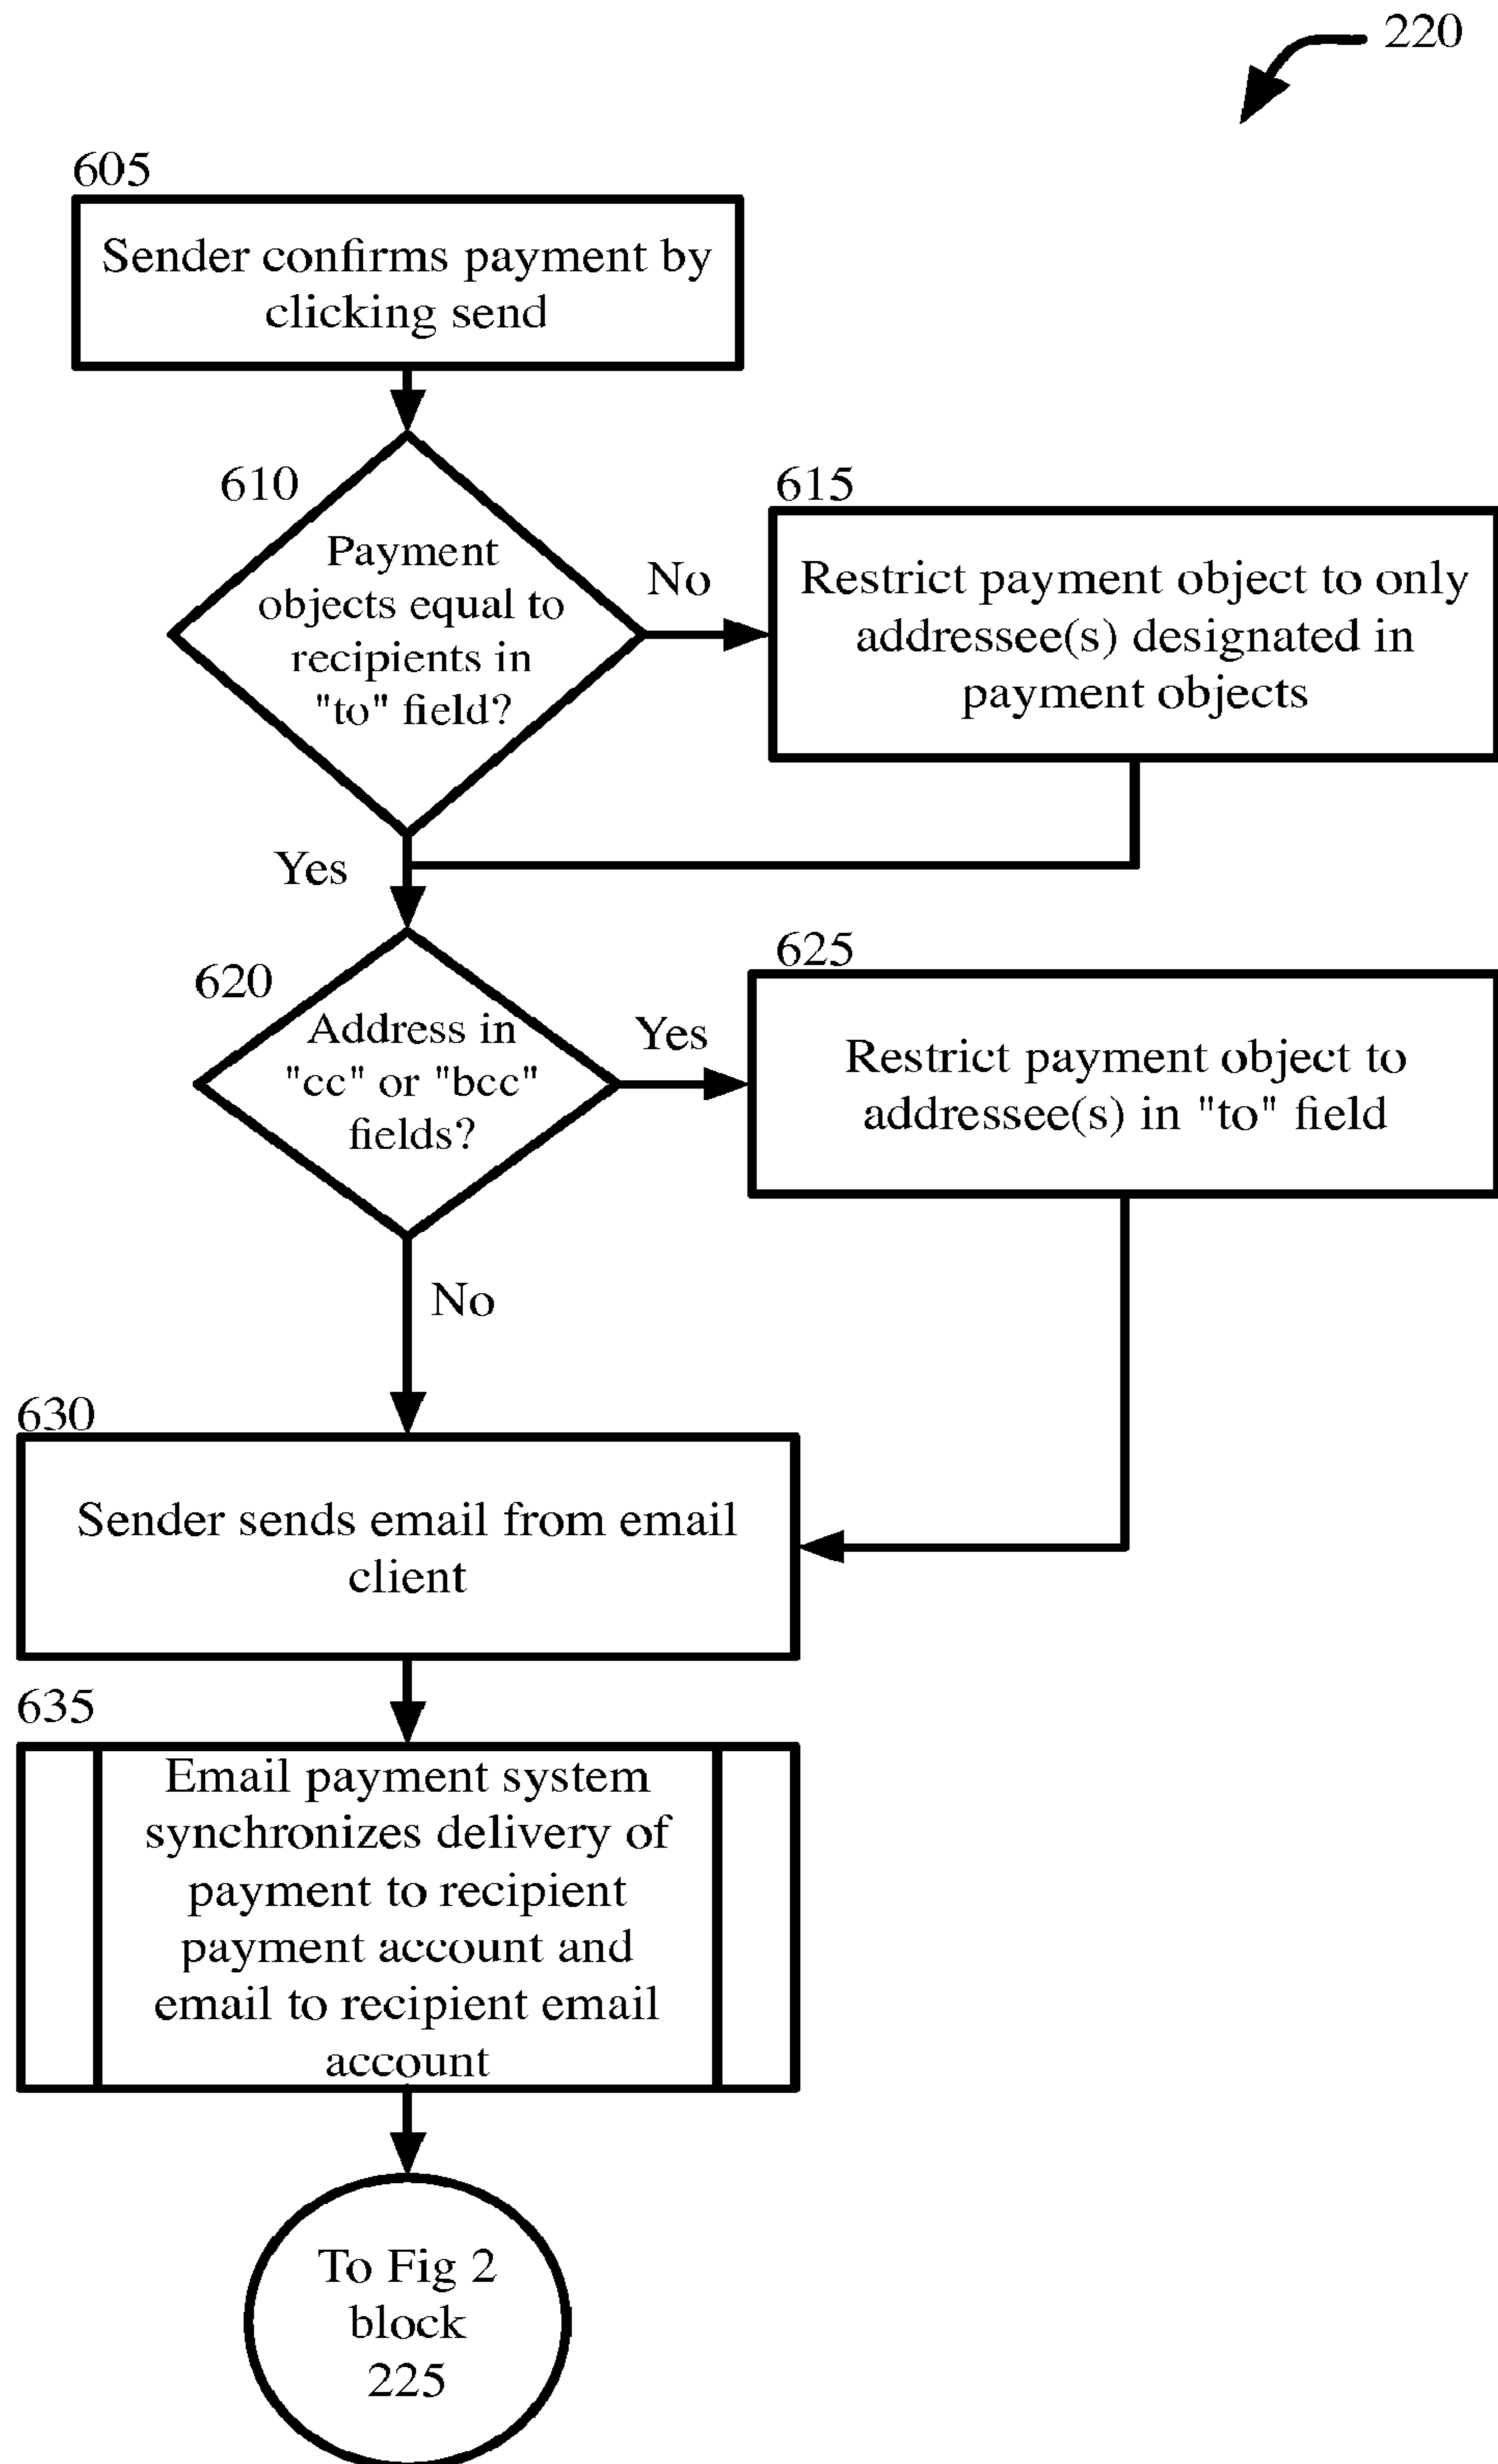 220
605
Sender confirms payment by
clicking send
610
Payment
objects equal to
recipients in
"to" field?
No
615
Restrict payment object to only
addressee(s) designated in
payment objects
Yes
620
Address in
"cc" or "bcc"
fields?
Yes
625
Restrict payment object to
addressee(s) in "to" field
No
630
Sender sends email from email
client
635
Email payment system
synchronizes delivery of
payment to recipient
payment account and
email to recipient email
account
To Fig 2
block
225